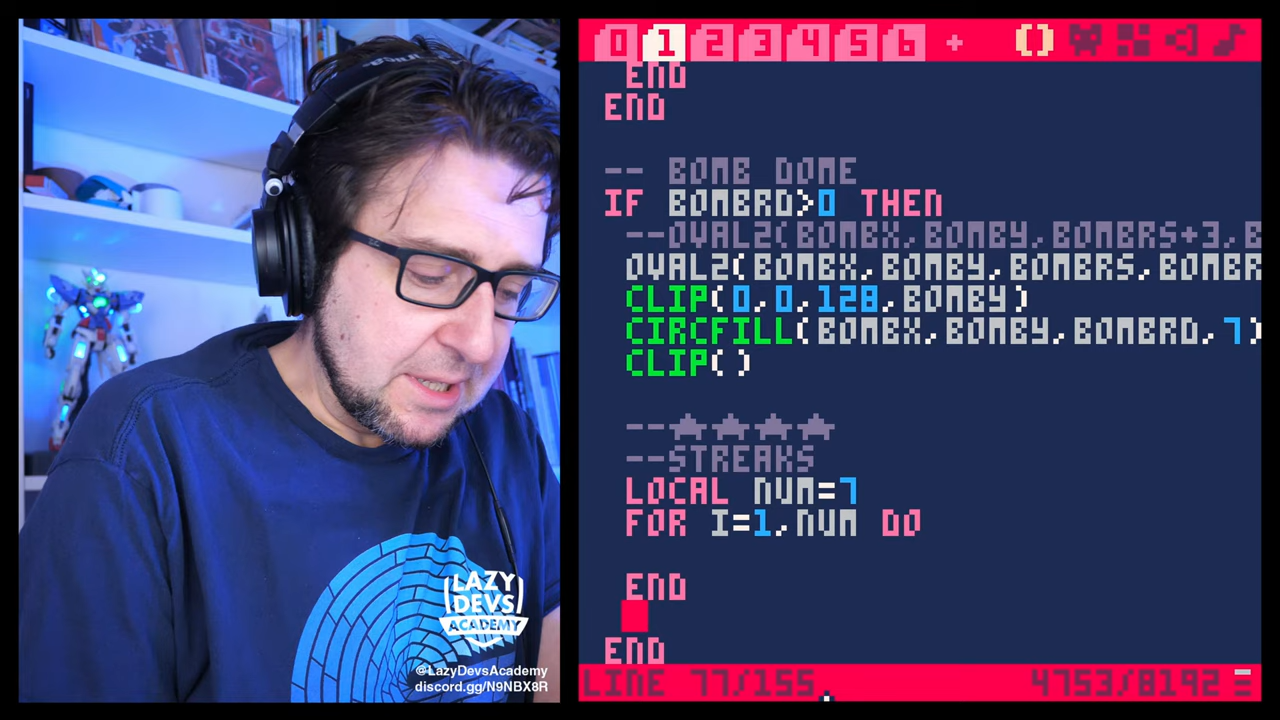 0 1 2 3 4 5 6 +
END
END
-- BOMB DOME
IF BOMBRD>0 THEN
--OVAL2(BOMBX,BOMBY,BOMBRS+3,B
OVAL2(BOMBX,BOMBY,BOMBRS,BOMBR
CLIP(0,0,128,BOMBY)
CIRCFILL(BOMBX,BOMBY,BOMBRD,7)
CLIP()
--
--STREAKS
LOCAL NUM=7
FOR I=1,NUM DO
END
END
LINE 77/155
4753/8192
LAZY
DEVS
ACADEMY
@LazyDevsAcademy
discord.gg/N9NBX8R